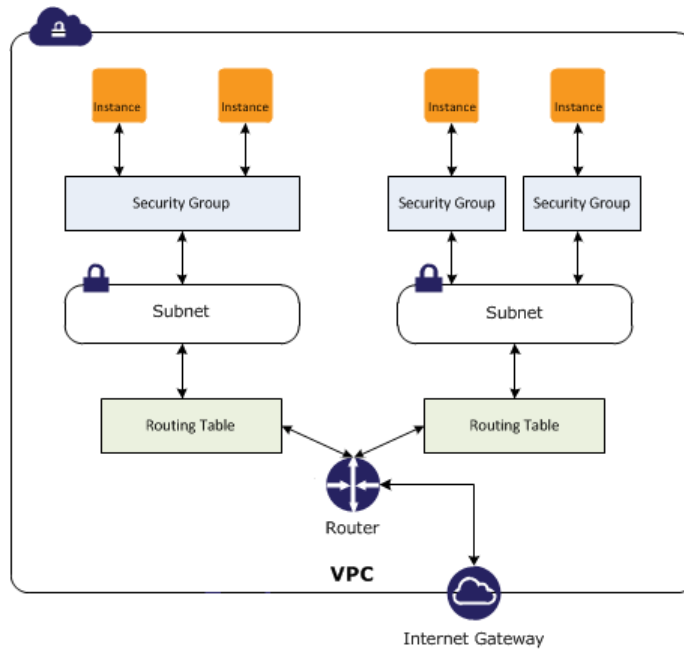 Instance
Instance
Instance
Instance
Security Group
Security Group
Security Group
Subnet
Subnet
Routing Table
Routing Table
Router
VPC
Internet Gateway